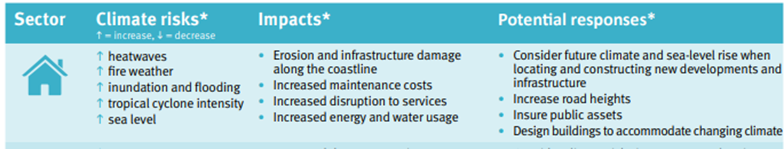 Sector Climate risks* Impacts* Potential responses*
↑ = increase, ↓ = decrease
↑ heatwaves
↑ fire weather
↑ inundation and flooding
↑ tropical cyclone intensity
↑ sea level
• Erosion and infrastructure damage
along the coastline
• Increased maintenance costs
• Increased disruption to services
• Increased energy and water usage
• Consider future climate and sea-level rise when
locating and constructing new developments and
infrastructure
• Increase road heights
• Insure public assets
• Design buildings to accommodate changing climate